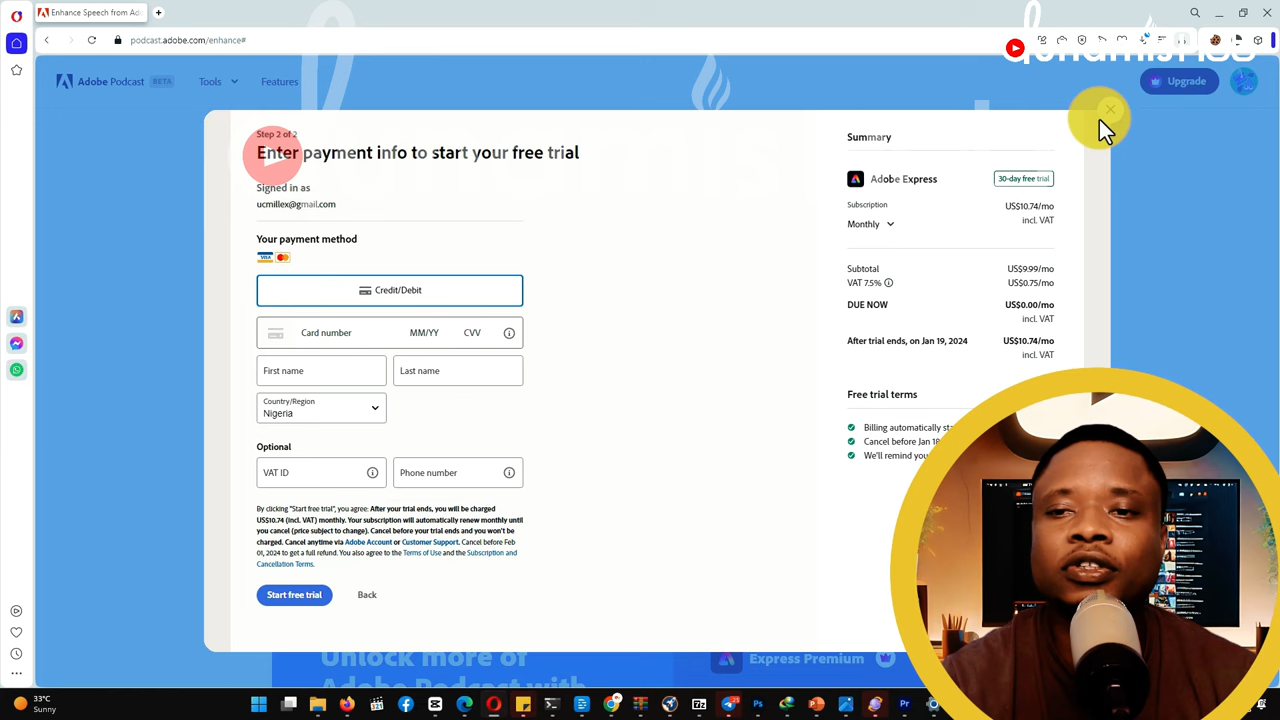 Enhance Speech from Ado
podcast.adobe.com/enhance#
Adobe Podcast BETA
Tools
Features
Upgrade
Step 2 of 2
Enter payment info to start your free trial
Signed in as
ucmillex@gmail.com
Your payment method
VISA
Credit/Debit
Card number MM/YY CVV
First name Last name
Country/Region
Nigeria
Optional
VAT ID Phone number
By clicking "Start free trial", you agree: After your trial ends, you will be charged
US$10.74 (incl. VAT) monthly. Your subscription will automatically renew monthly until
you cancel (price subject to change). Cancel before your trial ends and you won't be
charged. Cancel anytime via Adobe Account or Customer Support. Cancel before Feb
01, 2024 to get a full refund. You also agree to the Terms of Use and the Subscription and
Cancellation Terms.
Start free trial Back
Summary
Adobe Express 30-day free trial
Subscription US$10.74/mo
incl. VAT
Monthly
Subtotal US$9.99/mo
VAT 7.5% US$0.75/mo
DUE NOW US$0.00/mo
incl. VAT
After trial ends, on Jan 19, 2024 US$10.74/mo
incl. VAT
Free trial terms
Billing automatically
Cancel before Jan
We'll remind you
Unlock more of
Adobe Podcast with
Express Premium
33°C
Sunny